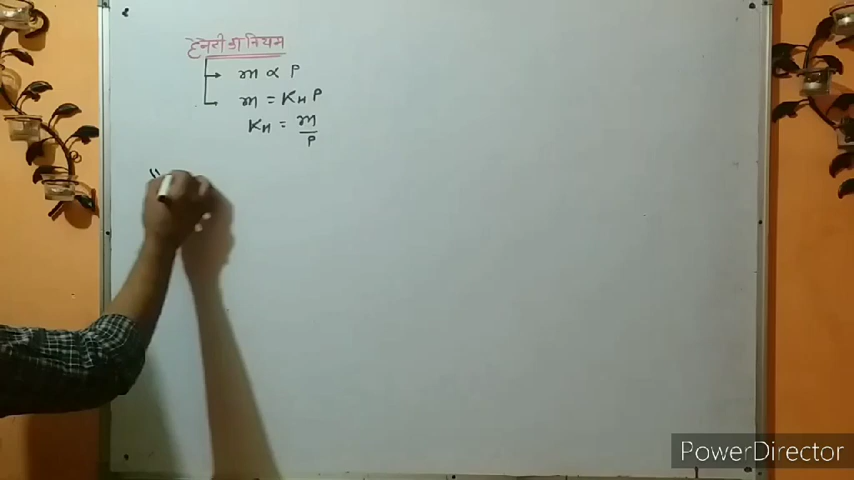 हेनरी का नियम
m ∝ P
m = KH P
KH = m
P
"
PowerDirector